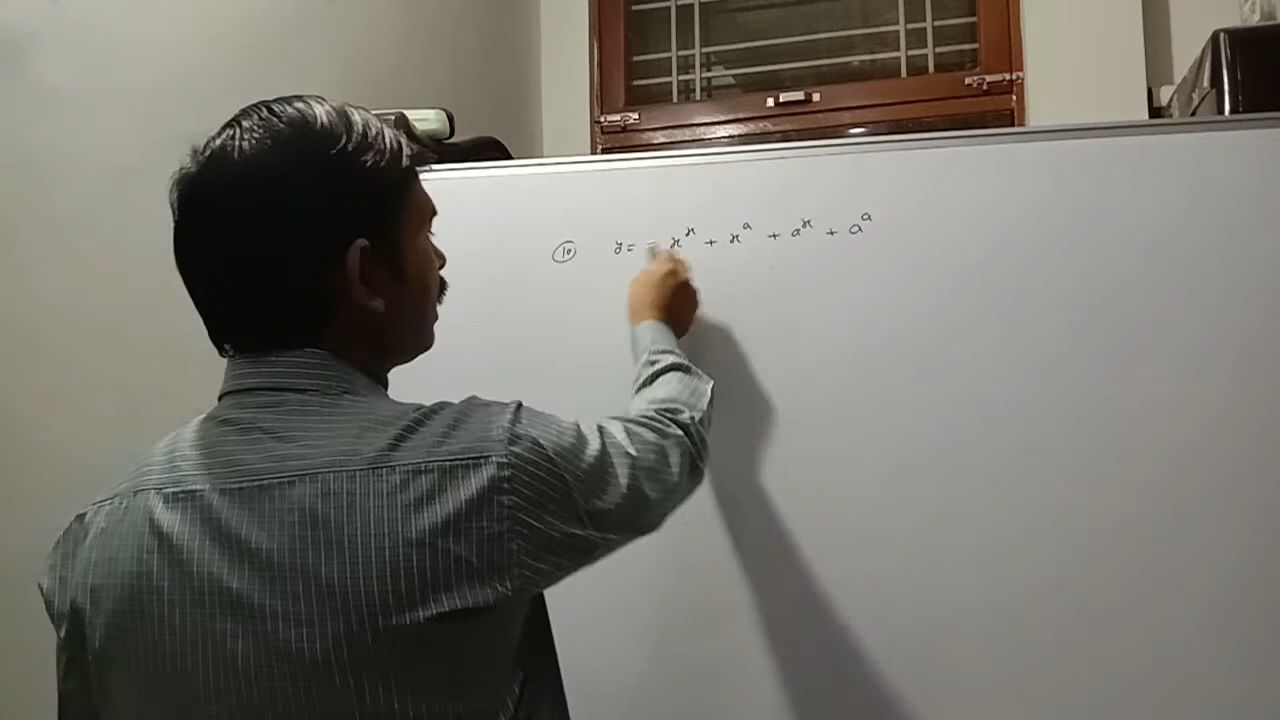 ⑩ y = = x^x + x^a + a^x + a^a